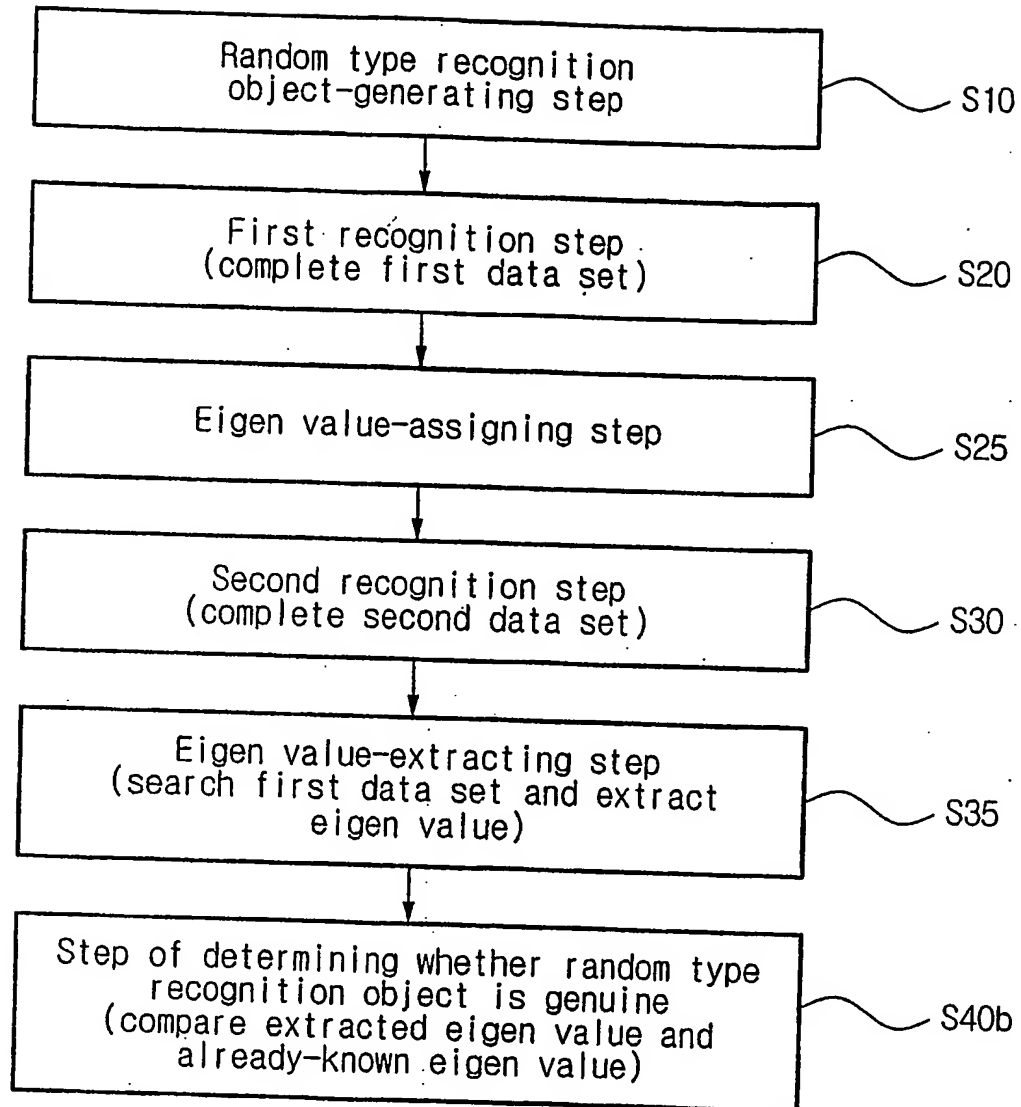 Random type recognition
object-generating step
S10
First recognition step
(complete first data set)
S20
Eigen value-assigning step
S25
Second recognition step
(complete second data set)
S30
Eigen value-extracting step
(search first data set and extract
eigen value)
S35
Step of determining whether random type
recognition object is genuine
(compare extracted eigen value and
already-known eigen value)
S40b